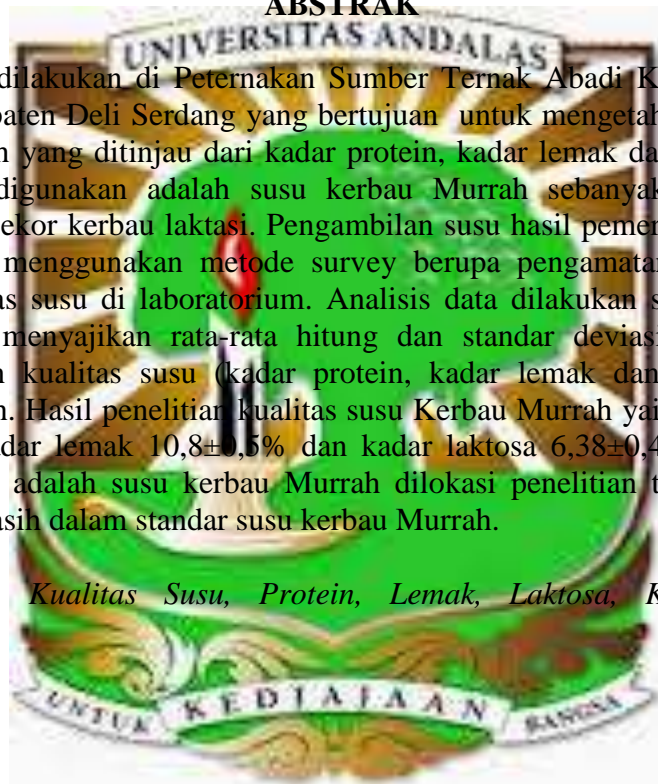 ABSTRAK
UNIVERSITAS ANDALAS
dilakukan di Peternakan Sumber Ternak Abadi K
paten Deli Serdang yang bertujuan untuk mengetah
n yang ditinjau dari kadar protein, kadar lemak da
digunakan adalah susu kerbau Murrah sebanyak
ekor kerbau laktasi. Pengambilan susu hasil pemer
menggunakan metode survey berupa pengamatan
as susu di laboratorium. Analisis data dilakukan s
menyajikan rata-rata hitung dan standar deviasi
n kualitas susu (kadar protein, kadar lemak dan
n. Hasil penelitian kualitas susu Kerbau Murrah yai
dar lemak 10,8±0,5% dan kadar laktosa 6,38±0,4
adalah susu kerbau Murrah dilokasi penelitian t
asih dalam standar susu kerbau Murrah.
Kualitas Susu, Protein, Lemak, Laktosa, K
UNTUK KEDJAJAAN BANGSA